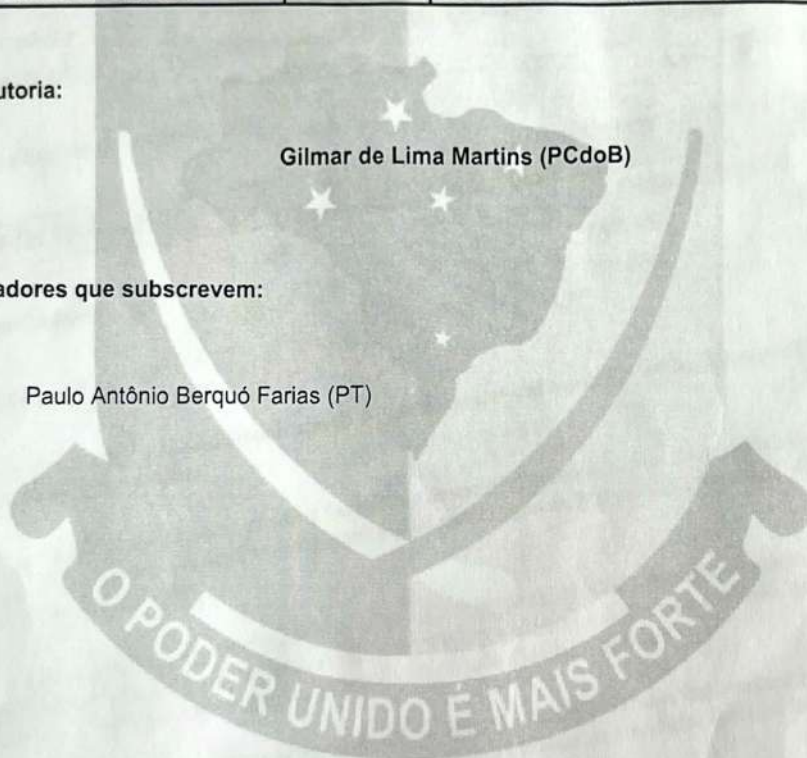 utoria:
Gilmar de Lima Martins (PCdoB)
adores que subscrevem:
Paulo Antônio Berquó Farias (PT)
O PODER UNIDO É MAIS FORTE